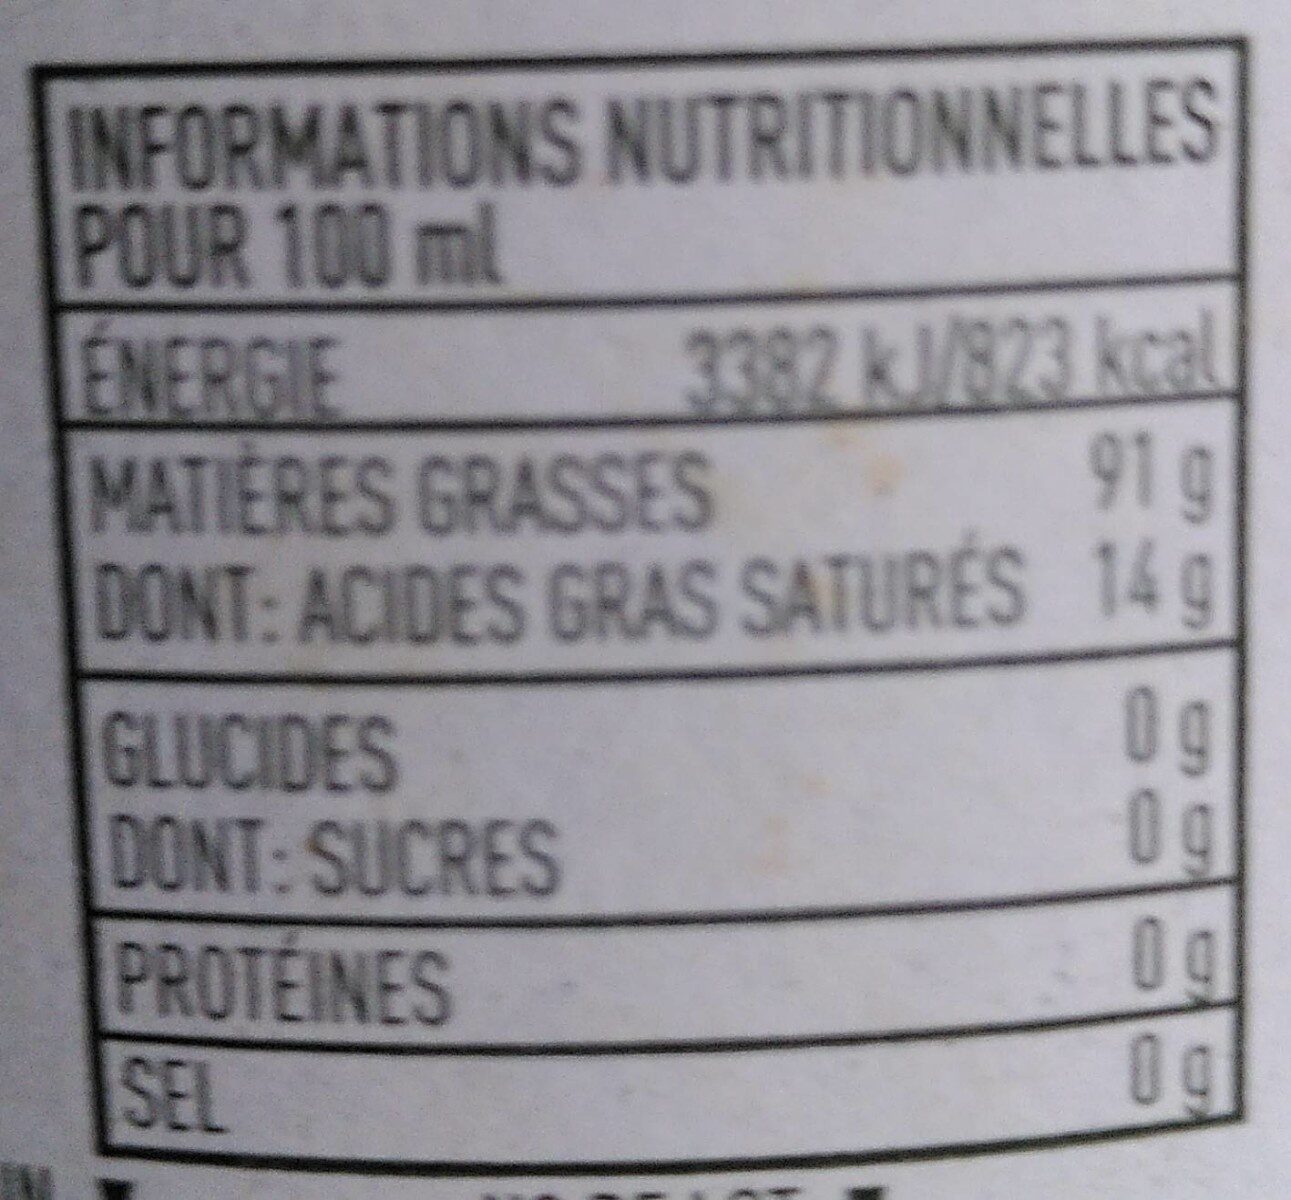 INFORMATIONS NUTRITIONNELLES
POUR 100 ml
ÉNERGIE 3382 kJ/823 kcal
MATIÈRES GRASSES 91 g
DONT: ACIDES GRAS SATURÉS 14 g
GLUCIDES 0 g
DONT: SUCRES 0 g
PROTÉINES 0 g
SEL 0 g